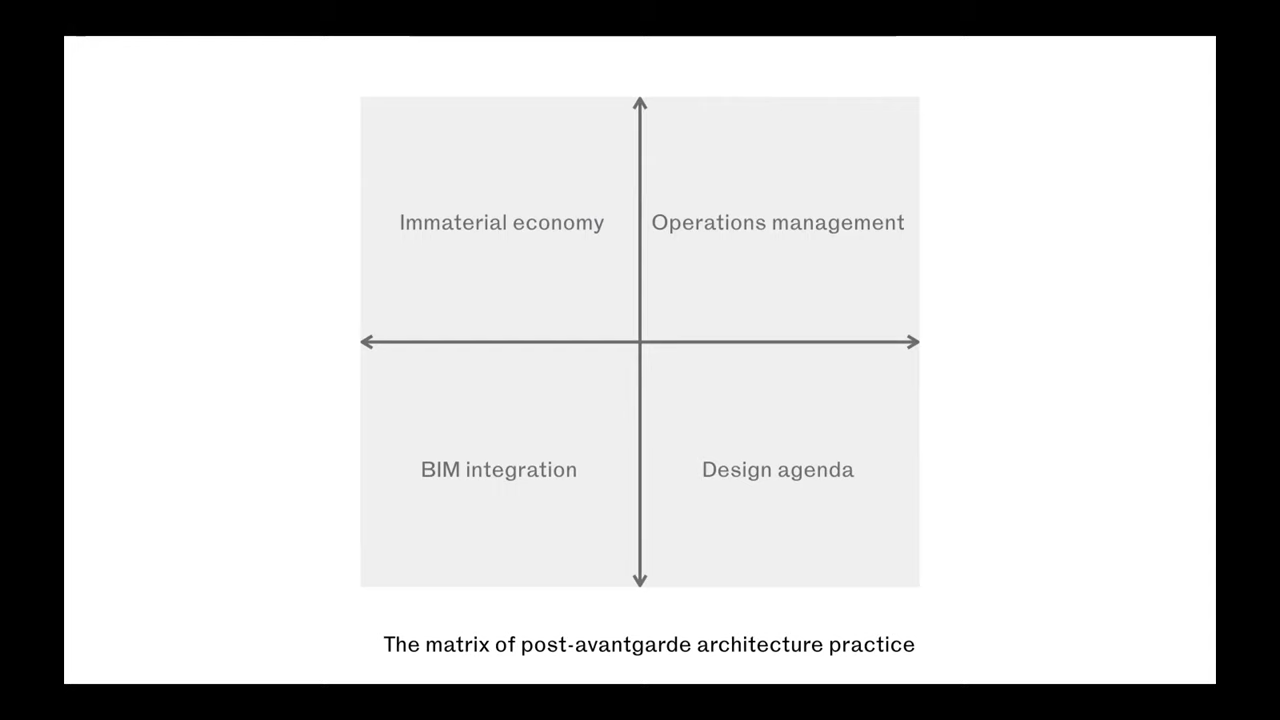 Immaterial economy
Operations management
BIM integration
Design agenda
The matrix of post-avantgarde architecture practice